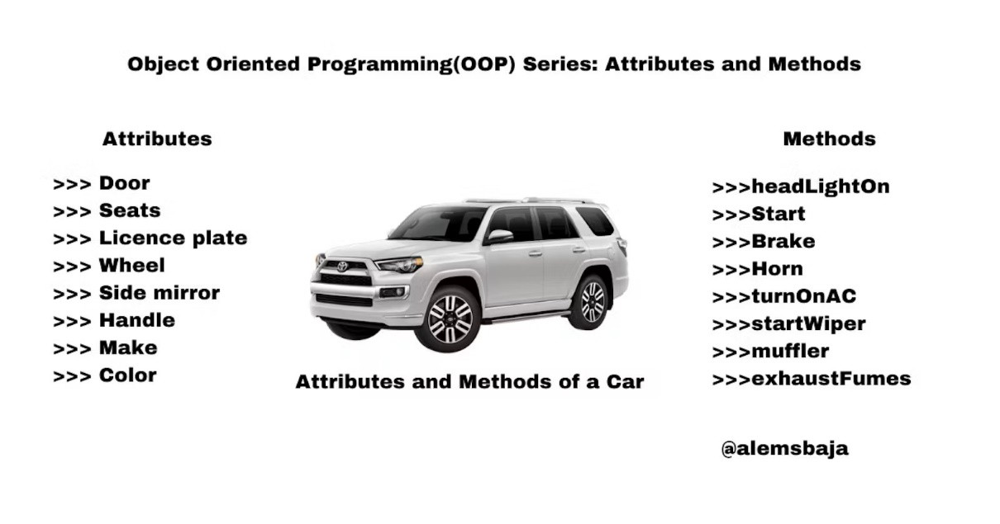 Object Oriented Programming(OOP) Series: Attributes and Methods
Attributes
>>> Door
>>> Seats
>>> Licence plate
>>> Wheel
>>> Side mirror
>>> Handle
>>> Make
>>> Color
Attributes and Methods of a Car
Methods
>>>headLightOn
>>>Start
>>>Brake
>>>Horn
>>>turnOnAC
>>>startWiper
>>>muffler
>>>exhaustFumes
@alemsbaja